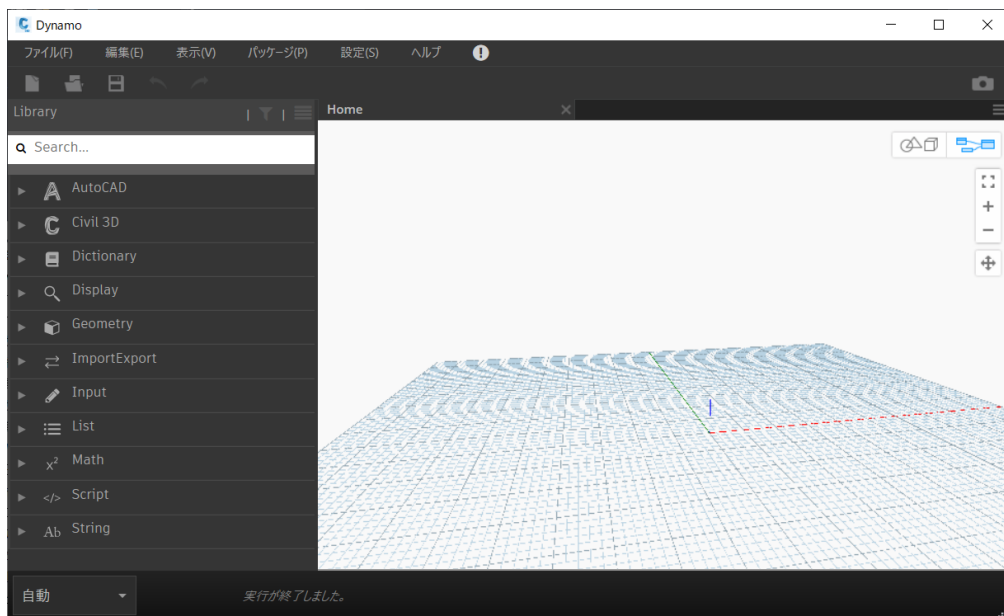 Dynamo
ファイル(F) 編集(E) 表示(V) パッケージ(P) 設定(S) ヘルプ
Library
Home
Search...
AutoCAD
Civil 3D
Dictionary
Display
Geometry
ImportExport
Input
List
Math
Script
String
自動
実行が終了しました。